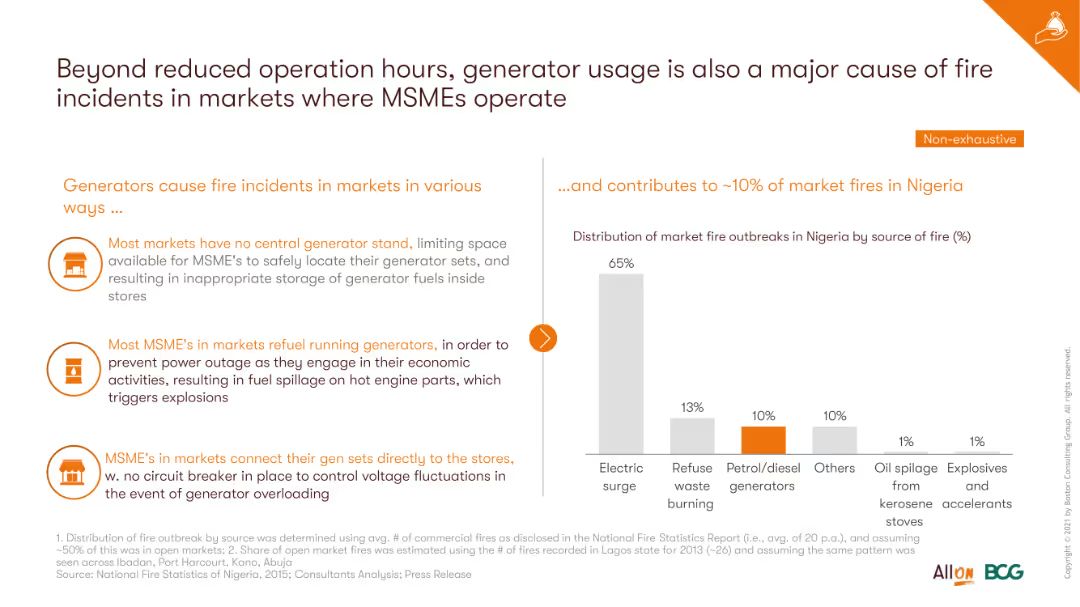 Beyond reduced operation hours, generator usage is also a major cause of fire
incidents in markets where MSMEs operate
Non-exhaustive
Generators cause fire incidents in markets in various
ways ...
Most markets have no central generator stand, limiting space
available for MSME's to safely locate their generator sets, and
resulting in inappropriate storage of generator fuels inside
stores
Most MSME's in markets refuel running generators, in order to
prevent power outage as they engage in their economic
activities, resulting in fuel spillage on hot engine parts, which
triggers explosions
MSME's in markets connect their gen sets directly to the stores,
w. no circuit breaker in place to control voltage fluctuations in
the event of generator overloading
...and contributes to ~10% of market fires in Nigeria
Distribution of market fire outbreaks in Nigeria by source of fire (%)
65%
13%
10%
10%
1%
1%
Electric
surge
Refuse
waste
burning
Petrol/diesel
generators
Others
Oil spilage
from
kerosene
stoves
Explosives
and
accelerants
1. Distribution of fire outbreak by source was determined using avg. # of commercial fires as disclosed in the National Fire Statistics Report (i.e., avg. of 20 p.a.), and assuming
~50% of this was in open markets; 2. Share of open market fires was estimated using the # of fires recorded in Lagos state for 2013 (~26) and assuming the same pattern was
seen across Ibadan, Port Harcourt, Kano, Abuja
Source: National Fire Statistics of Nigeria, 2015; Consultants Analysis; Press Release
All On
BCG
Copyright © 2021 by Boston Consulting Group. All rights reserved.